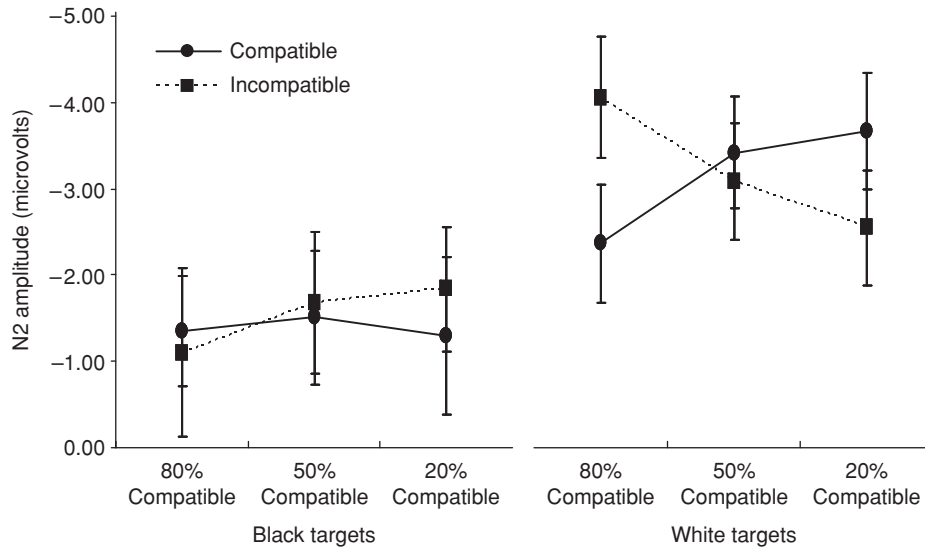 −5.00
Compatible
Incompatible
−4.00
−3.00
−2.00
−1.00
0.00
N2 amplitude (microvolts)
80% 50% 20%
Compatible Compatible Compatible
Black targets
80% 50% 20%
Compatible Compatible Compatible
White targets